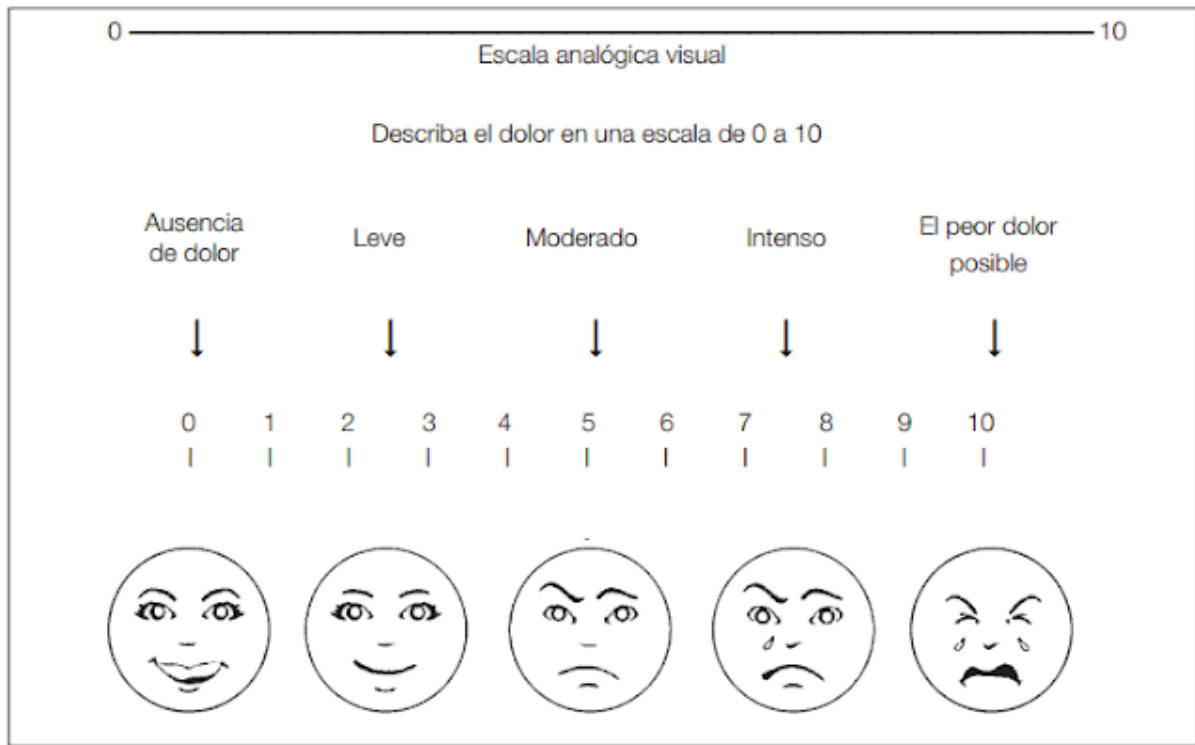 0 10
Escala analógica visual
Describa el dolor en una escala de 0 a 10
Ausencia
de dolor
Leve
Moderado
Intenso
El peor dolor
posible
0 1 2 3 4 5 6 7 8 9 10